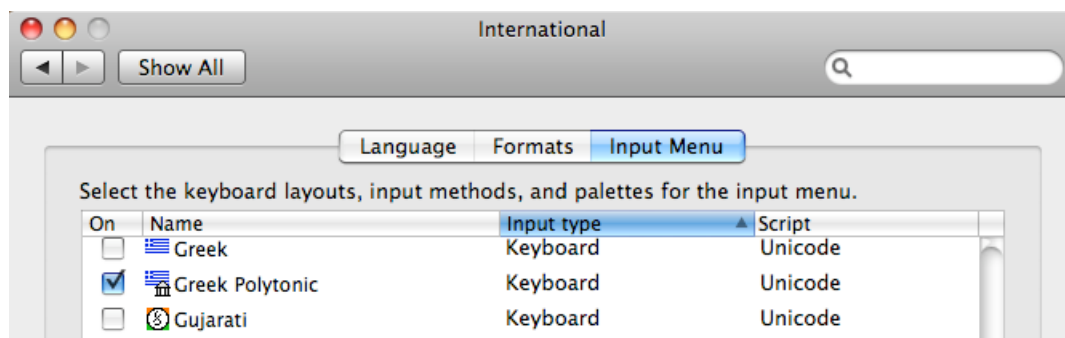 International
Show All
Language Formats Input Menu
Select the keyboard layouts, input methods, and palettes for the input menu.
On Name Input type Script
Greek Keyboard Unicode
Greek Polytonic Keyboard Unicode
Gujarati Keyboard Unicode